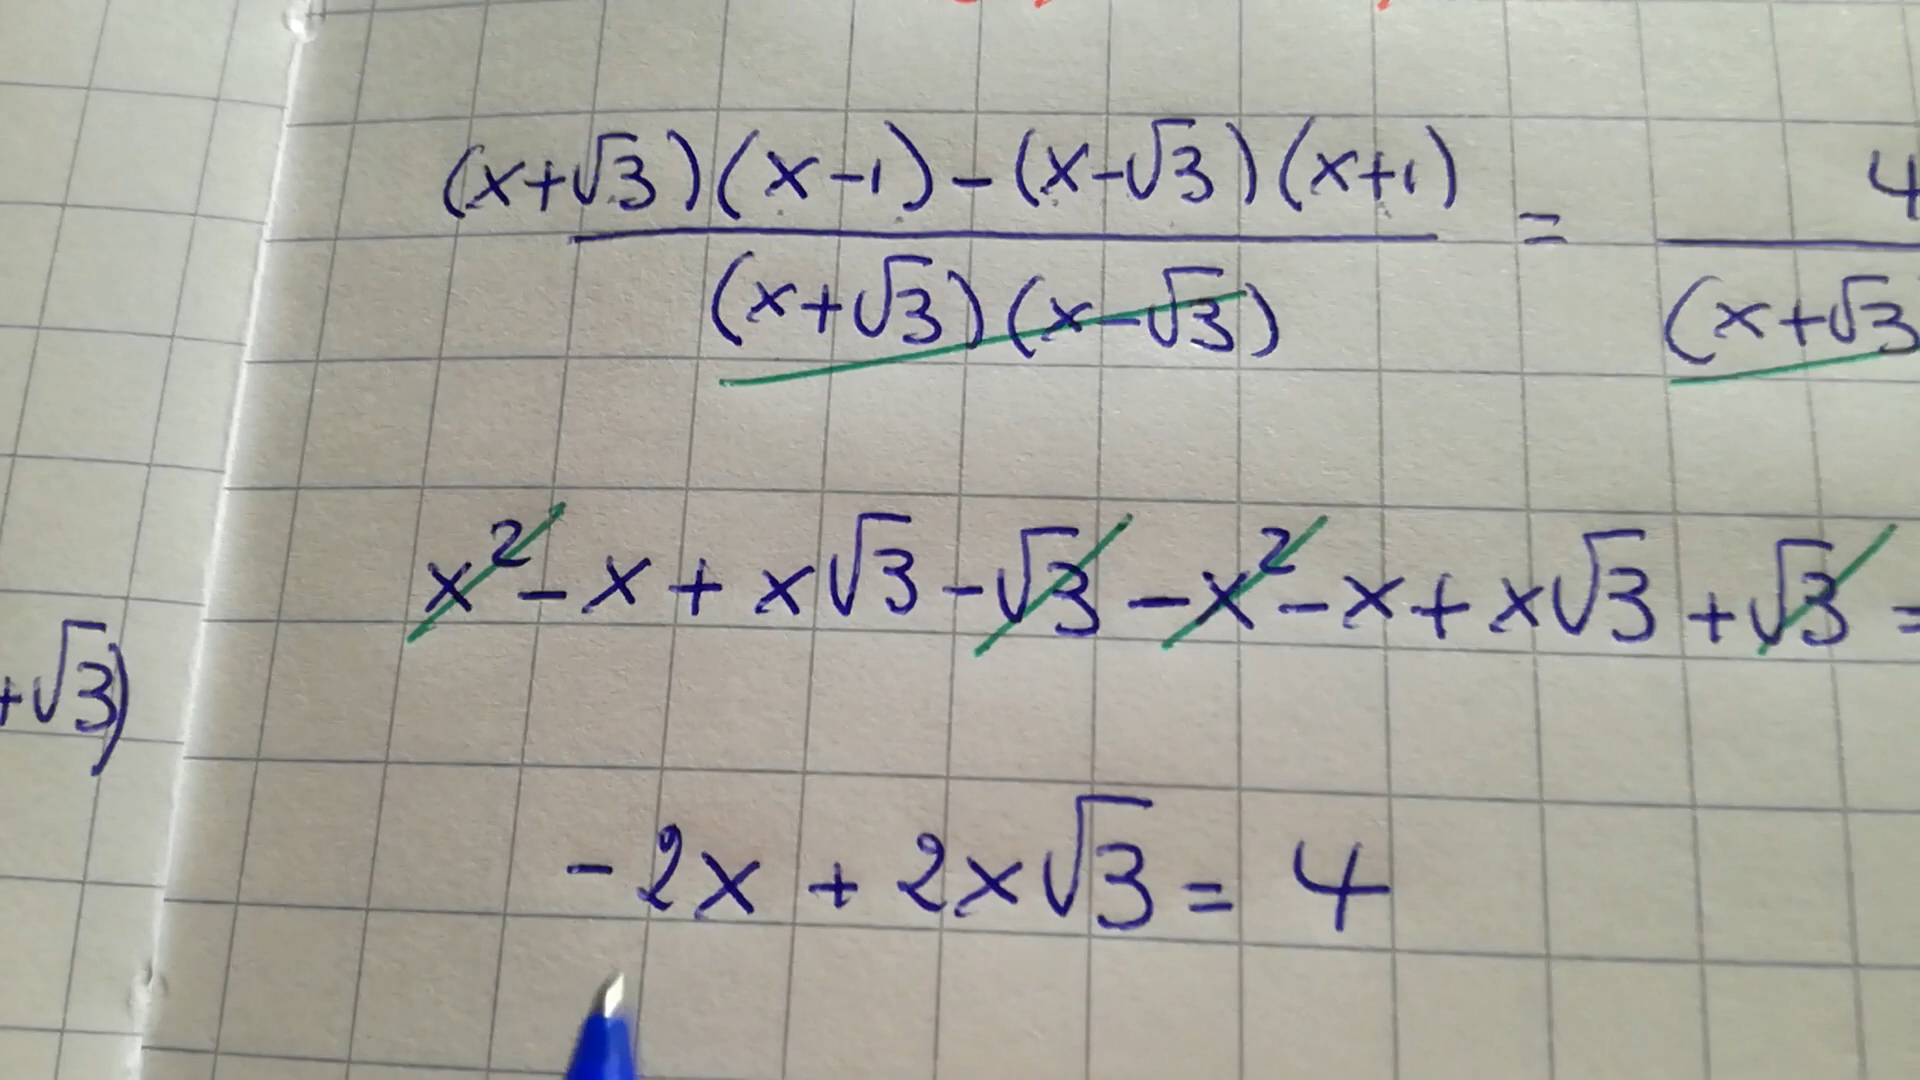 (x+√3)(x-1)-(x-√3)(x+1) = 4
(x+√3)(x-√3) (x+√3
x² - x + x√3 - √3 - x² - x + x√3 + √3 =
+√3)
- 2x + 2x√3 = 4